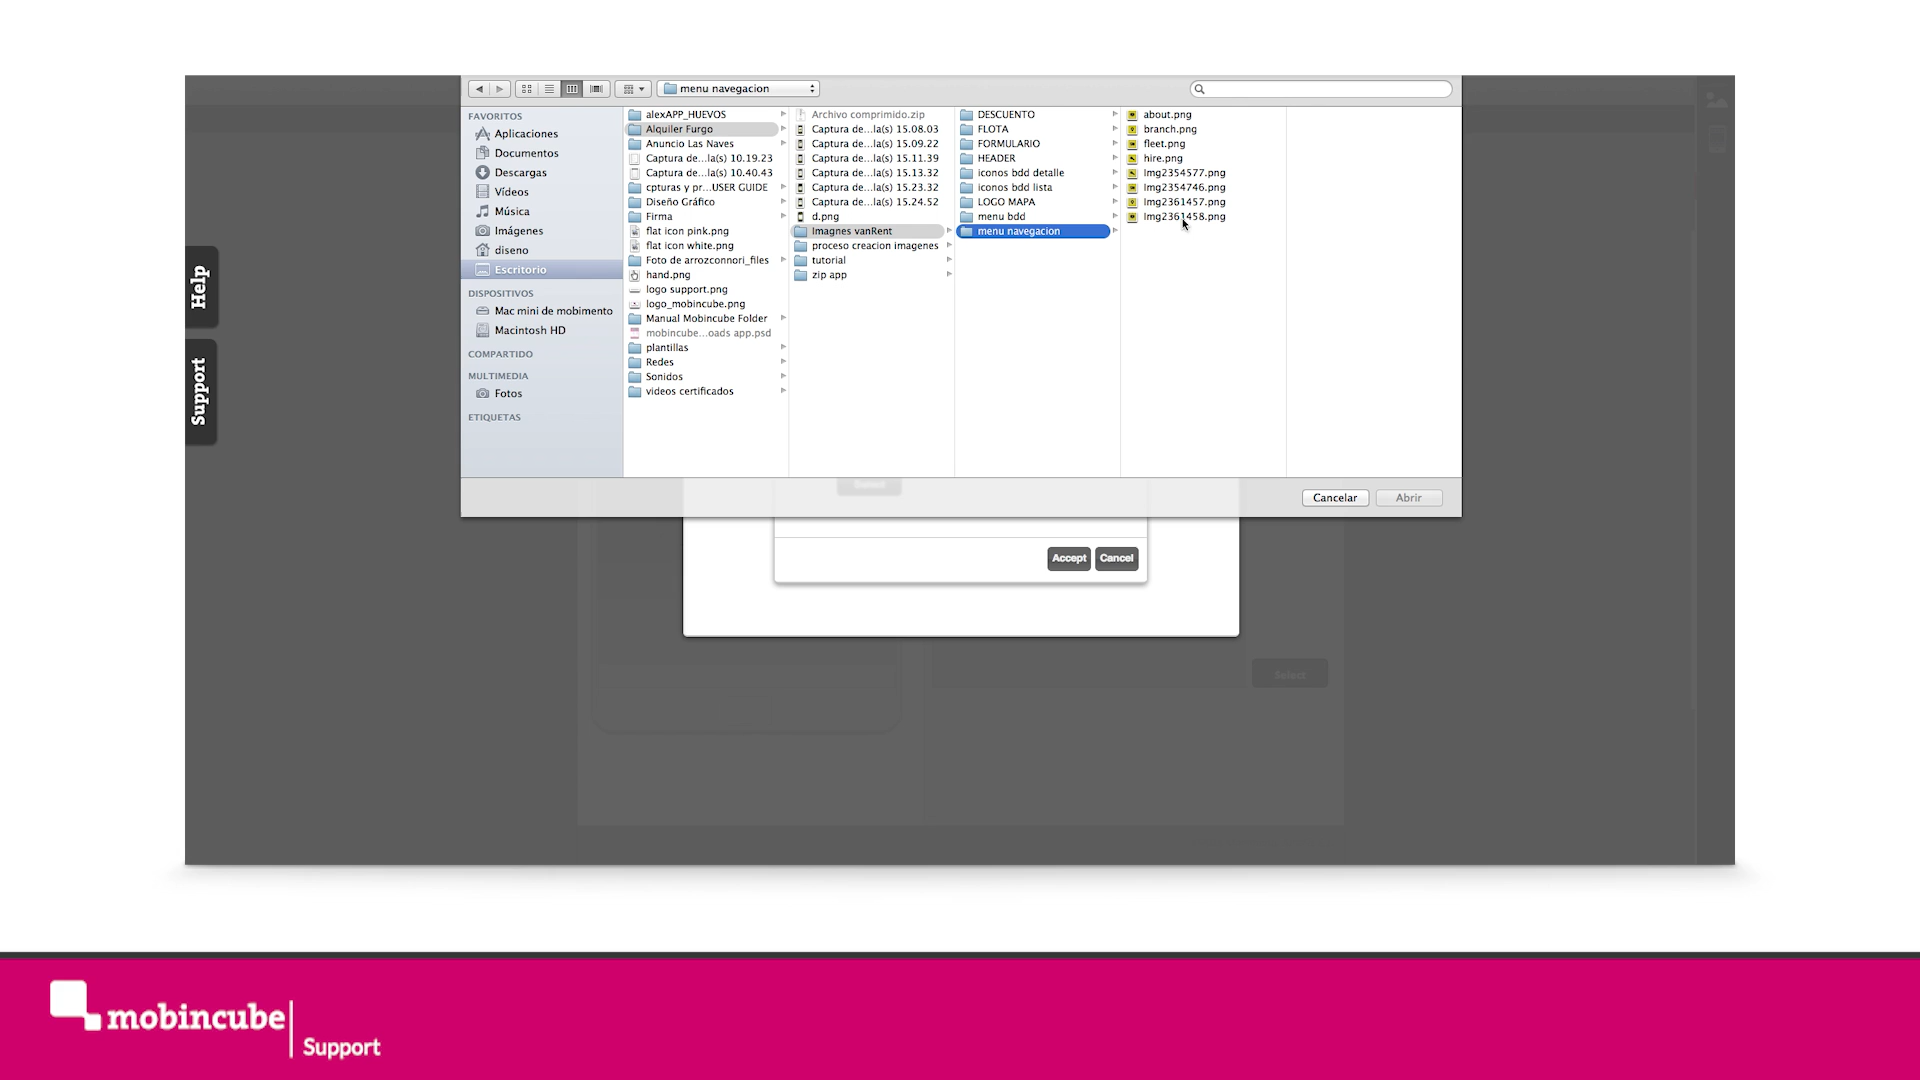 menu navegacion
FAVORITOS
Aplicaciones
Documentos
Descargas
Vídeos
Música
Imágenes
diseno
Escritorio
DISPOSITIVOS
Mac mini de mobimento
Macintosh HD
COMPARTIDO
MULTIMEDIA
Fotos
ETIQUETAS
alexAPP_HUEVOS
Alquiler Furgo
Anuncio Las Naves
Captura de...la(s) 10.19.23
Captura de...la(s) 10.40.43
cpturas y pr...USER GUIDE
Diseño Gráfico
Firma
flat icon pink.png
flat icon white.png
Foto de arrozconnori_files
hand.png
logo support.png
logo_mobincube.png
Manual Mobincube Folder
mobincube...oads app.psd
plantillas
Redes
Sonidos
videos certificados
Archivo comprimido.zip
Captura de...la(s) 15.08.03
Captura de...la(s) 15.09.22
Captura de...la(s) 15.11.39
Captura de...la(s) 15.13.32
Captura de...la(s) 15.23.32
Captura de...la(s) 15.24.52
d.png
Imagnes vanRent
proceso creacion imagenes
tutorial
zip app
DESCUENTO
FLOTA
FORMULARIO
HEADER
iconos bdd detalle
iconos bdd lista
LOGO MAPA
menu bdd
menu navegacion
about.png
branch.png
fleet.png
hire.png
Img2354577.png
Img2354746.png
Img2361457.png
Img2361458.png
Cancelar
Abrir
Select
Accept
Cancel
Select
Help
Support
mobincube
Support